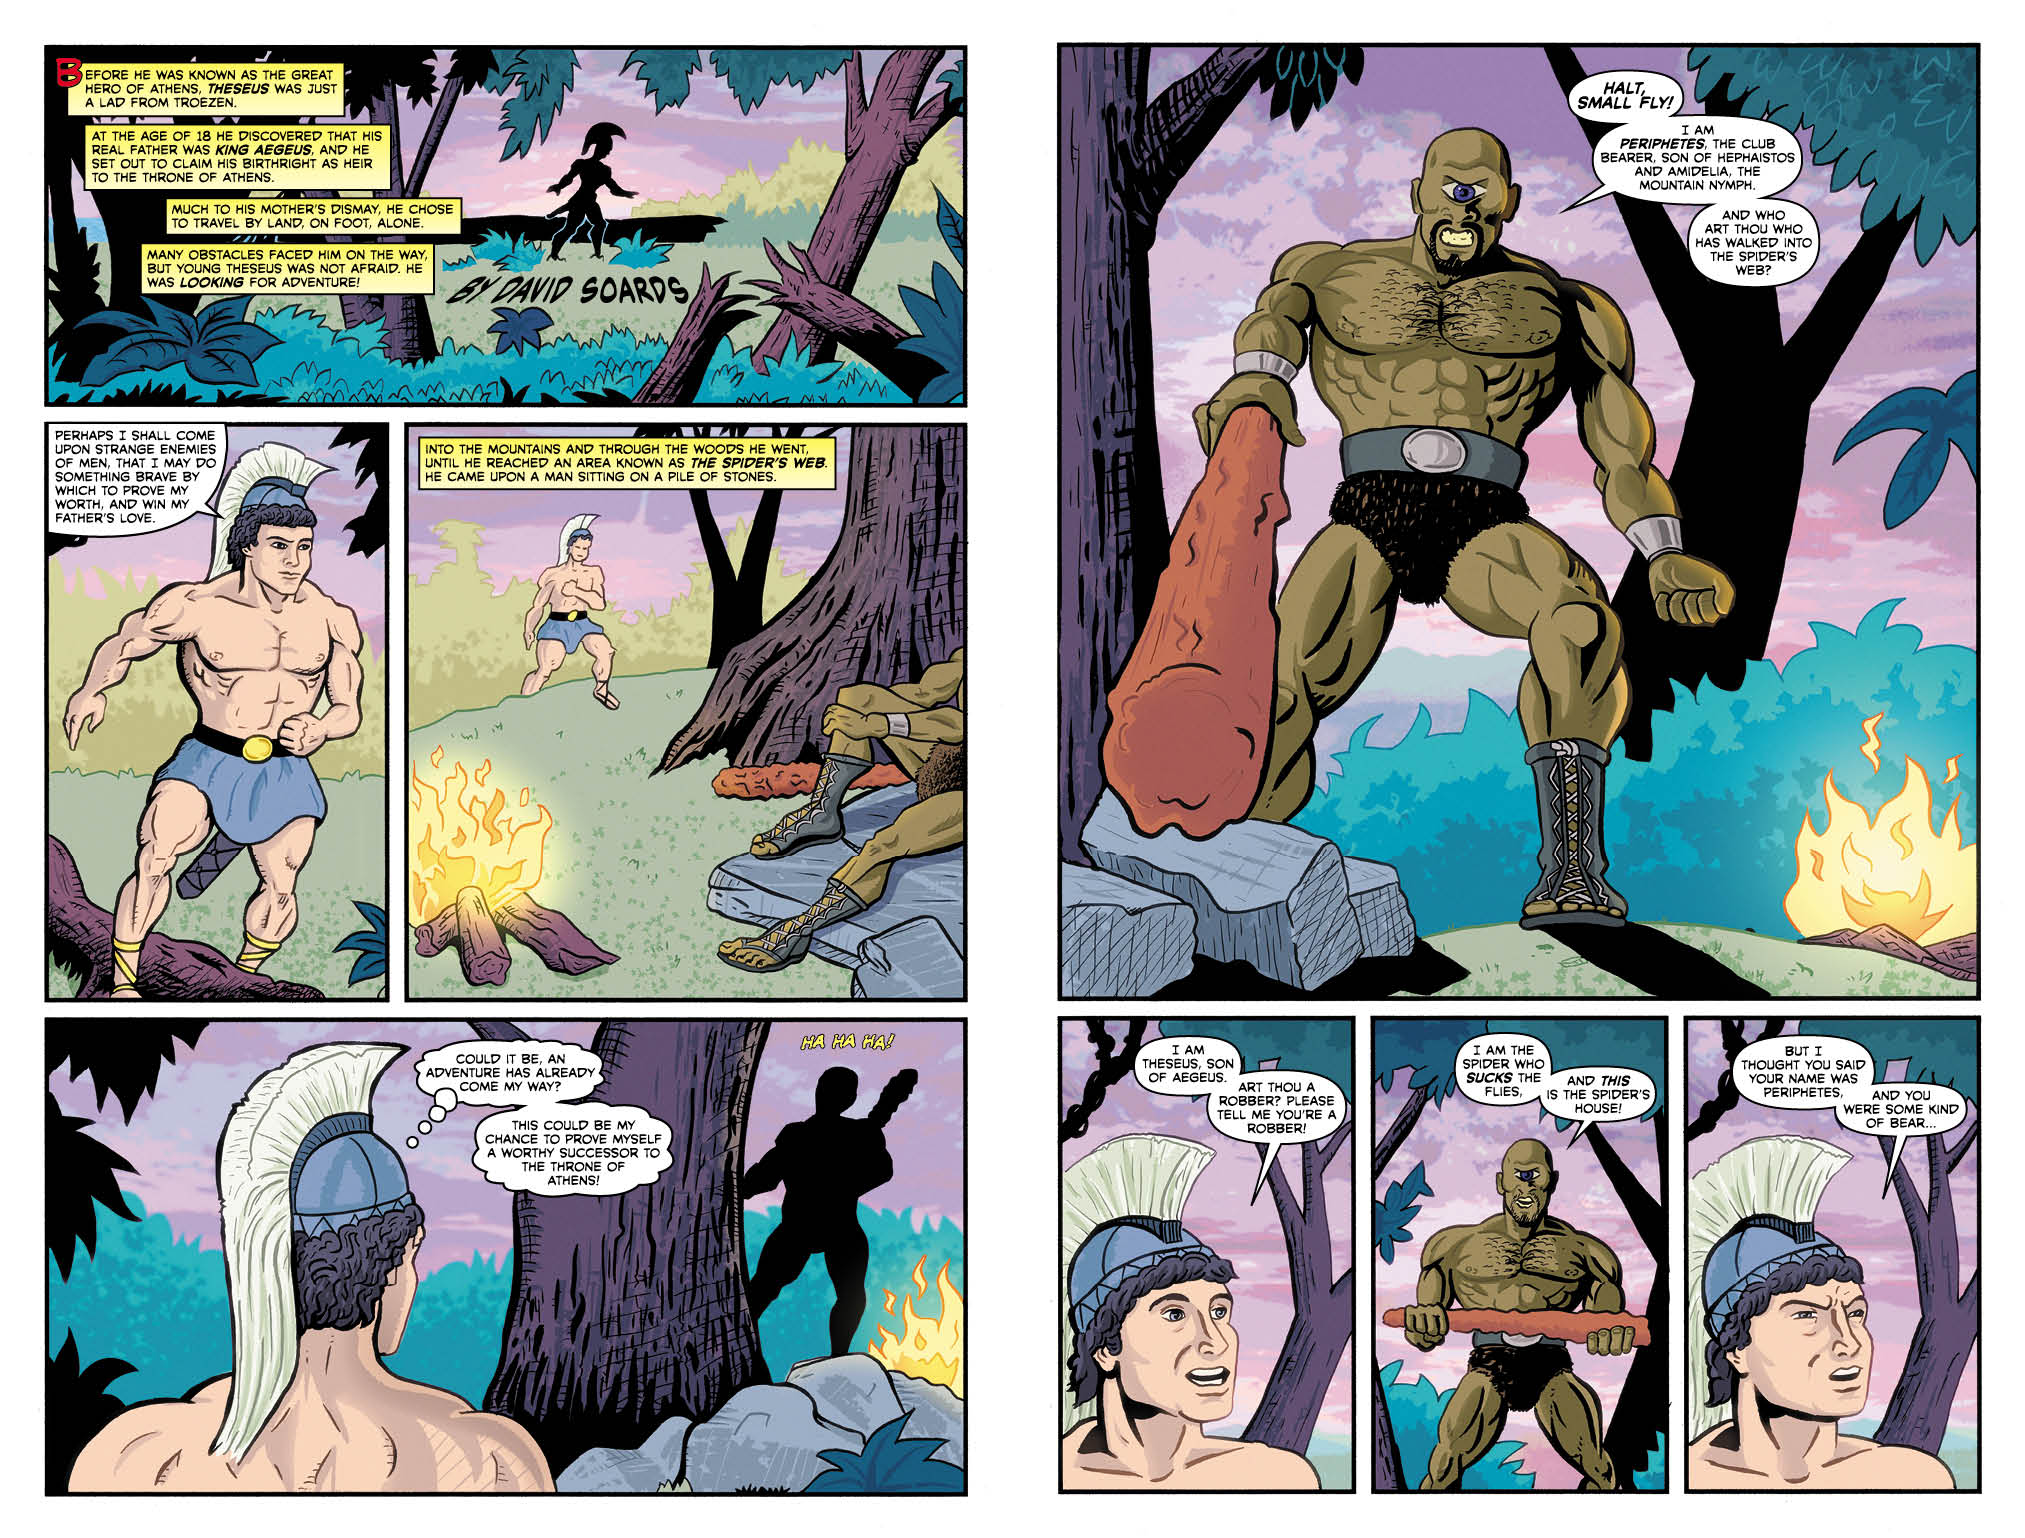 BEFORE HE WAS KNOWN AS THE GREAT
HERO OF ATHENS, THESEUS WAS JUST
A LAD FROM TROEZEN.
AT THE AGE OF 18 HE DISCOVERED THAT HIS
REAL FATHER WAS KING AEGEUS, AND HE
SET OUT TO CLAIM HIS BIRTHRIGHT AS HEIR
TO THE THRONE OF ATHENS.
MUCH TO HIS MOTHER'S DISMAY, HE CHOSE
TO TRAVEL BY LAND, ON FOOT, ALONE.
MANY OBSTACLES FACED HIM ON THE WAY,
BUT YOUNG THESEUS WAS NOT AFRAID. HE
WAS LOOKING FOR ADVENTURE!
BY DAVID SOARDS
PERHAPS I SHALL COME
UPON STRANGE ENEMIES
OF MEN, THAT I MAY DO
SOMETHING BRAVE BY
WHICH TO PROVE MY
WORTH, AND WIN MY
FATHER'S LOVE.
INTO THE MOUNTAINS AND THROUGH THE WOODS HE WENT,
UNTIL HE REACHED AN AREA KNOWN AS THE SPIDER'S WEB.
HE CAME UPON A MAN SITTING ON A PILE OF STONES.
COULD IT BE, AN
ADVENTURE HAS ALREADY
COME MY WAY?
THIS COULD BE MY
CHANCE TO PROVE MYSELF
A WORTHY SUCCESSOR TO
THE THRONE OF
ATHENS!
HA HA HA!
HALT,
SMALL FLY!
I AM
PERIPHETES, THE CLUB
BEARER, SON OF HEPHAISTOS
AND AMIDELIA, THE
MOUNTAIN NYMPH.
AND WHO
ART THOU WHO
HAS WALKED INTO
THE SPIDER'S
WEB?
I AM
THESEUS, SON
OF AEGEUS.
ART THOU A
ROBBER? PLEASE
TELL ME YOU'RE A
ROBBER!
I AM THE
SPIDER WHO
SUCKS THE
FLIES,
AND THIS
IS THE SPIDER'S
HOUSE!
BUT I
THOUGHT YOU SAID
YOUR NAME WAS
PERIPHETES,
AND YOU
WERE SOME KIND
OF BEAR...